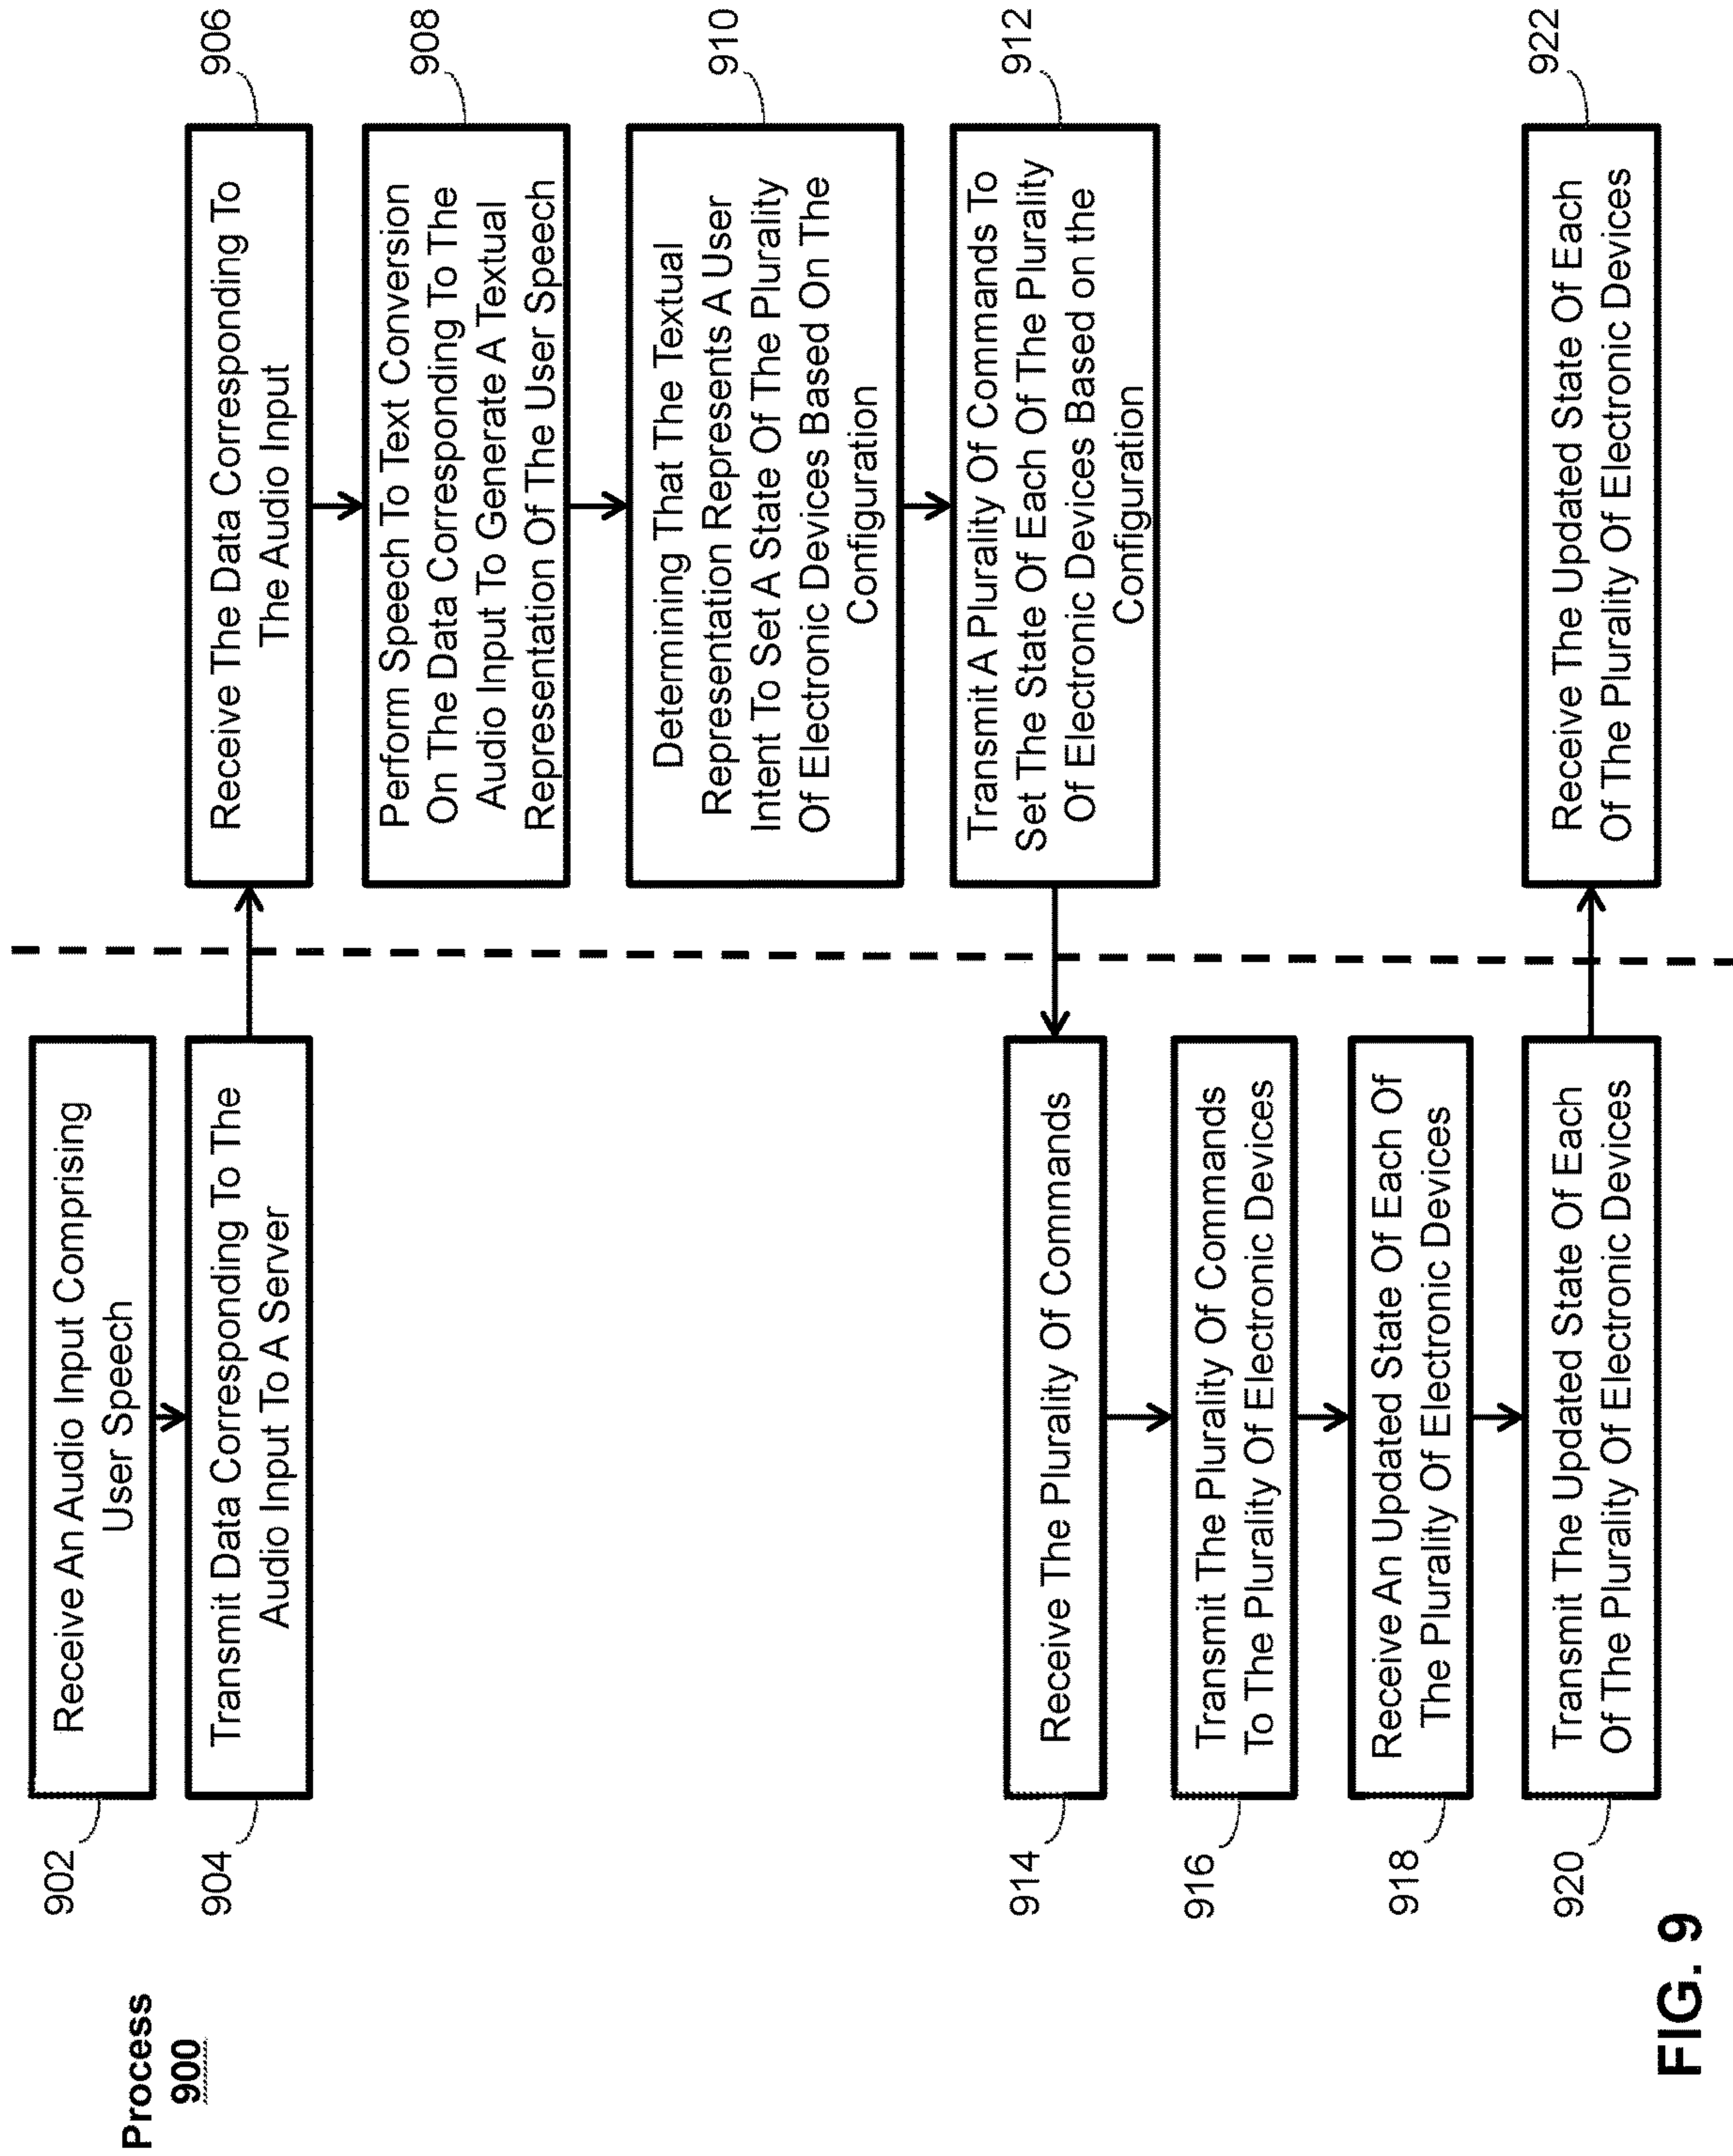 Process
900
902
Receive An Audio Input Comprising
User Speech
904
Transmit Data Corresponding To The
Audio Input To A Server
906
Receive The Data Corresponding To
The Audio Input
908
Perform Speech To Text Conversion
On The Data Corresponding To The
Audio Input To Generate A Textual
Representation Of The User Speech
910
Determining That The Textual
Representation Represents A User
Intent To Set A State Of The Plurality
Of Electronic Devices Based On The
Configuration
912
Transmit A Plurality Of Commands To
Set The State Of Each Of The Plurality
Of Electronic Devices Based on the
Configuration
914
Receive The Plurality Of Commands
916
Transmit The Plurality Of Commands
To The Plurality Of Electronic Devices
918
Receive An Updated State Of Each Of
The Plurality Of Electronic Devices
920
Transmit The Updated State Of Each
Of The Plurality Of Electronic Devices
922
Receive The Updated State Of Each
Of The Plurality Of Electronic Devices
FIG. 9